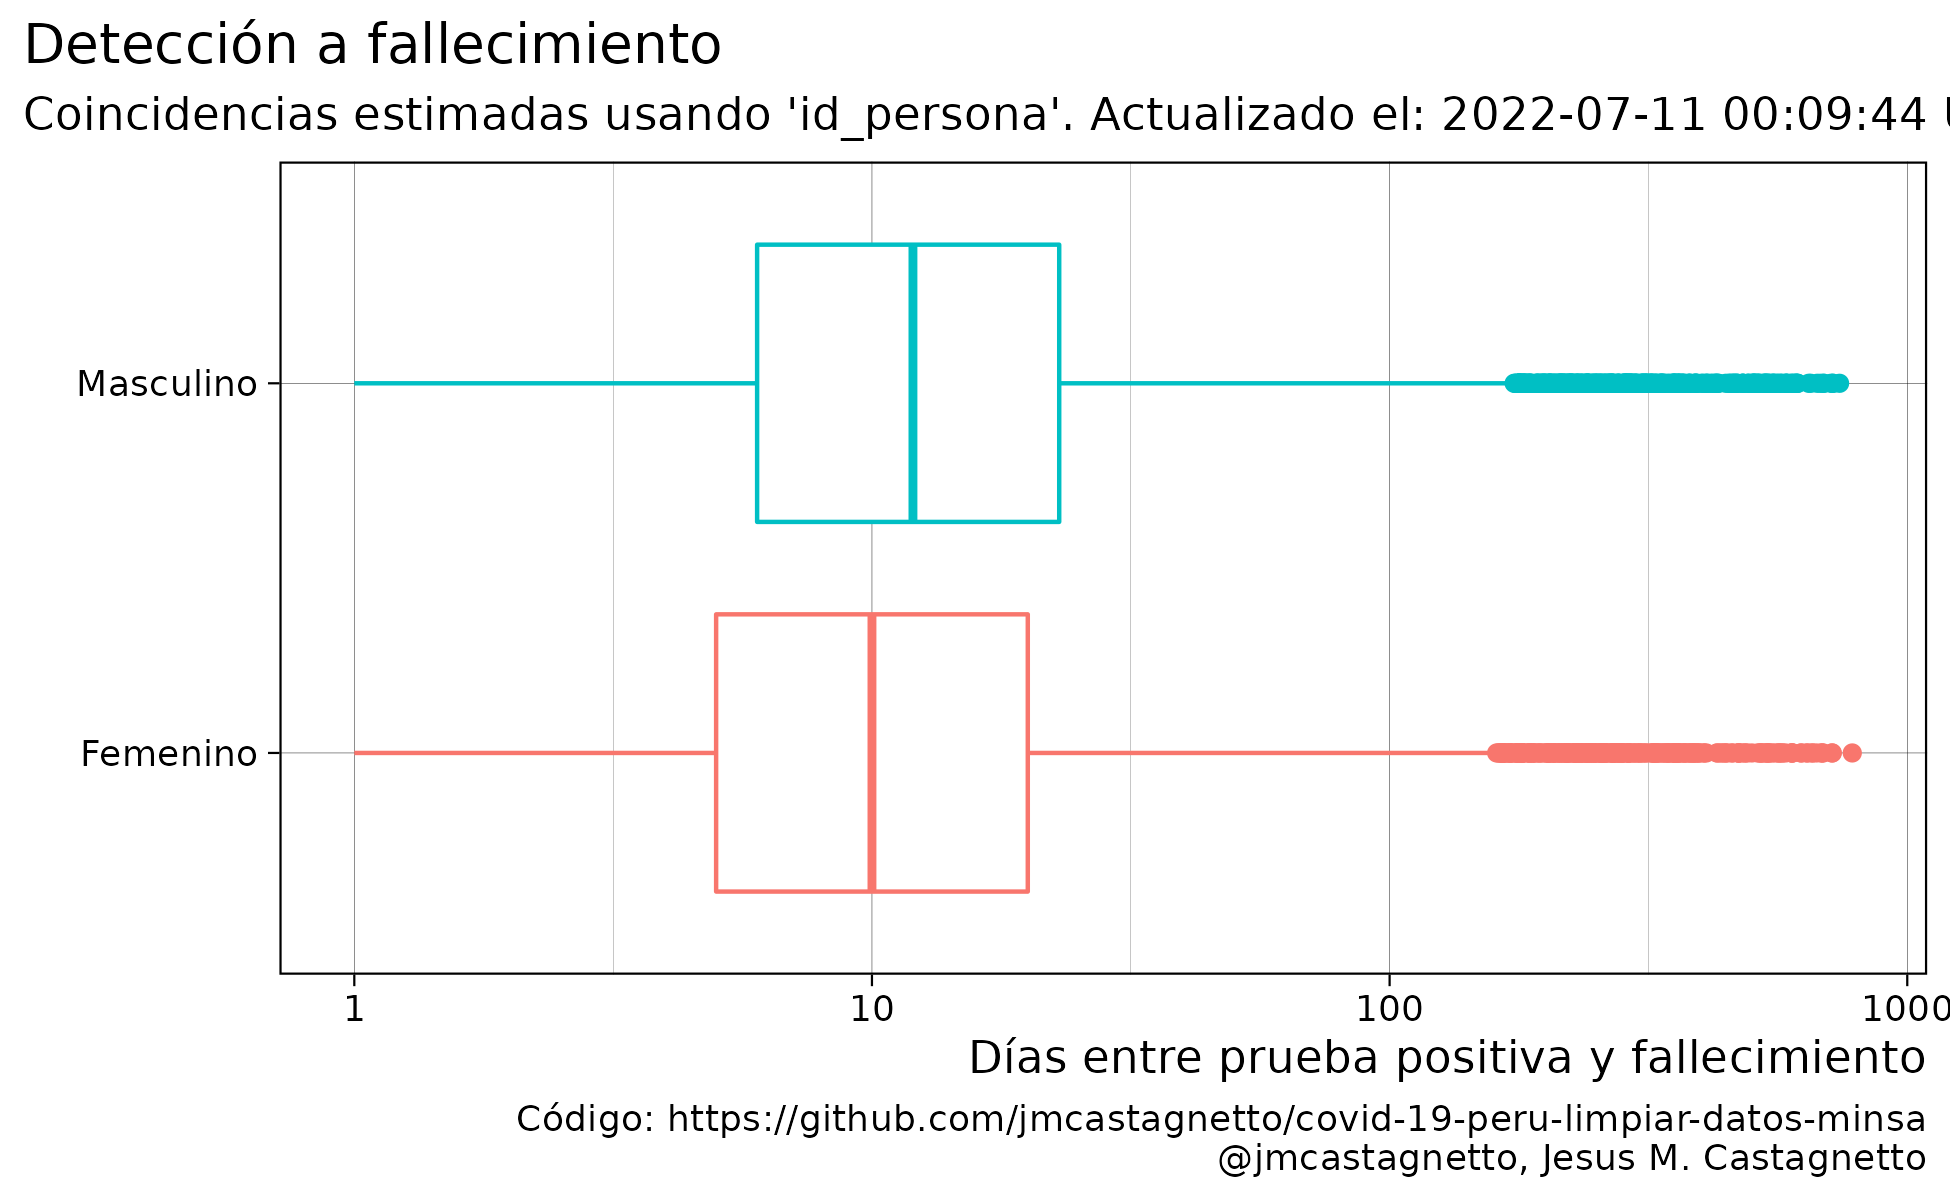 Detección a fallecimiento
Coincidencias estimadas usando 'id_persona'. Actualizado el: 2022-07-11 00:09:44
Masculino
Femenino
1 10 100 1000
Días entre prueba positiva y fallecimiento
Código: https://github.com/jmcastagnetto/covid-19-peru-limpiar-datos-minsa
@jmcastagnetto, Jesus M. Castagnetto